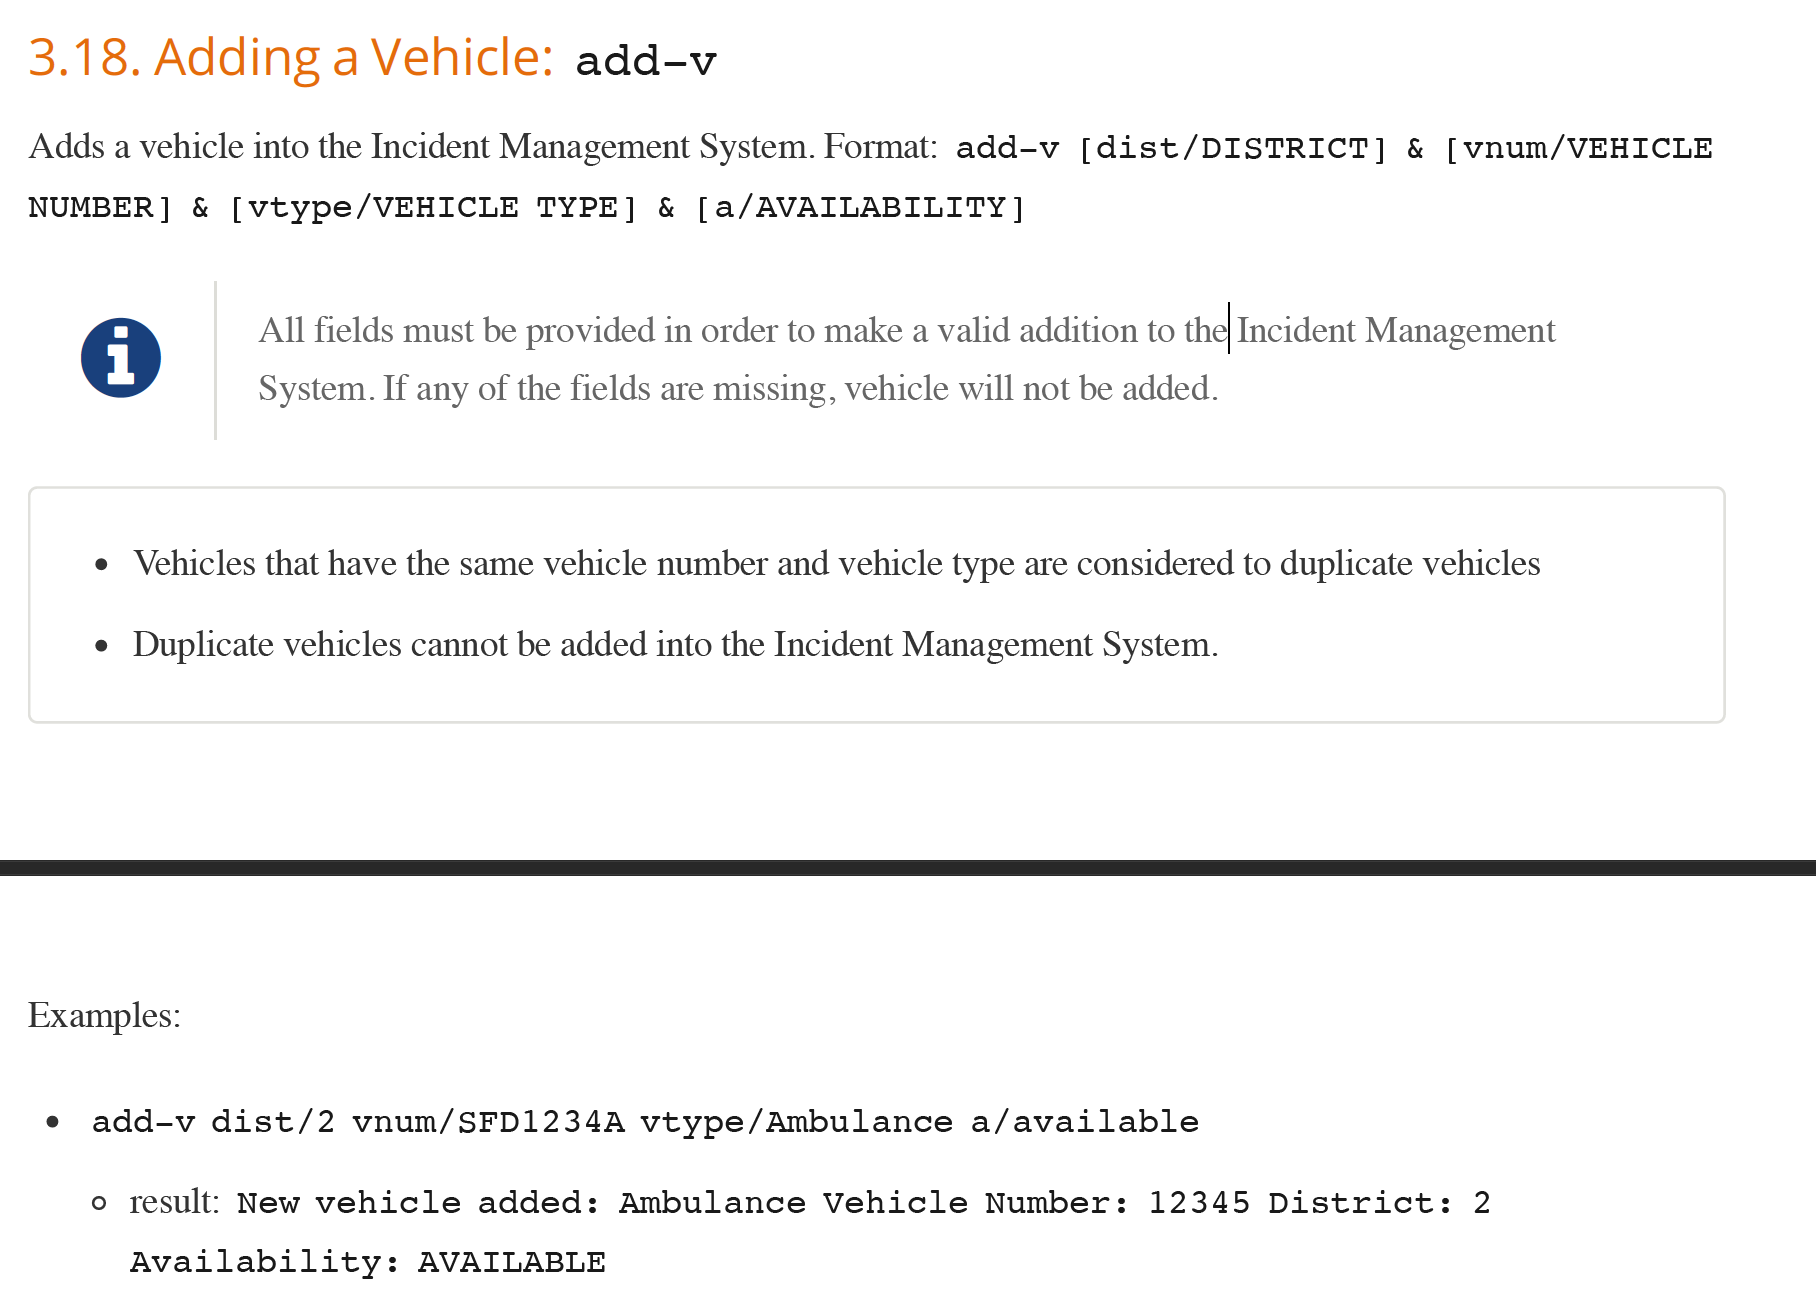 3.18. Adding a Vehicle: add-v
Adds a vehicle into the Incident Management System. Format: add-v [dist/DISTRICT] & [vnum/VEHICLE
NUMBER] & [vtype/VEHICLE TYPE] & [a/AVAILABILITY]
All fields must be provided in order to make a valid addition to the Incident Management
System. If any of the fields are missing, vehicle will not be added.
• Vehicles that have the same vehicle number and vehicle type are considered to duplicate vehicles
• Duplicate vehicles cannot be added into the Incident Management System.
Examples:
• add-v dist/2 vnum/SFD1234A vtype/Ambulance a/available
◦ result: New vehicle added: Ambulance Vehicle Number: 12345 District: 2
Availability: AVAILABLE